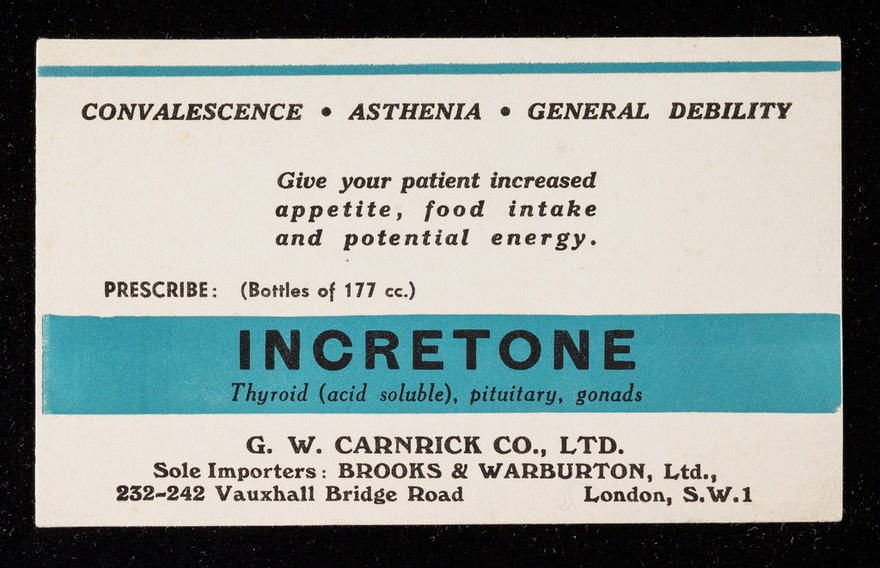 CONVALESCENCE • ASTHENIA • GENERAL DEBILITY
Give your patient increased
appetite, food intake
and potential energy.
PRESCRIBE: (Bottles of 177 cc.)
INCRETONE
Thyroid (acid soluble), pituitary, gonads
G. W. CARNRICK CO., LTD.
Sole Importers: BROOKS & WARBURTON, Ltd.,
232-242 Vauxhall Bridge Road London, S.W.1